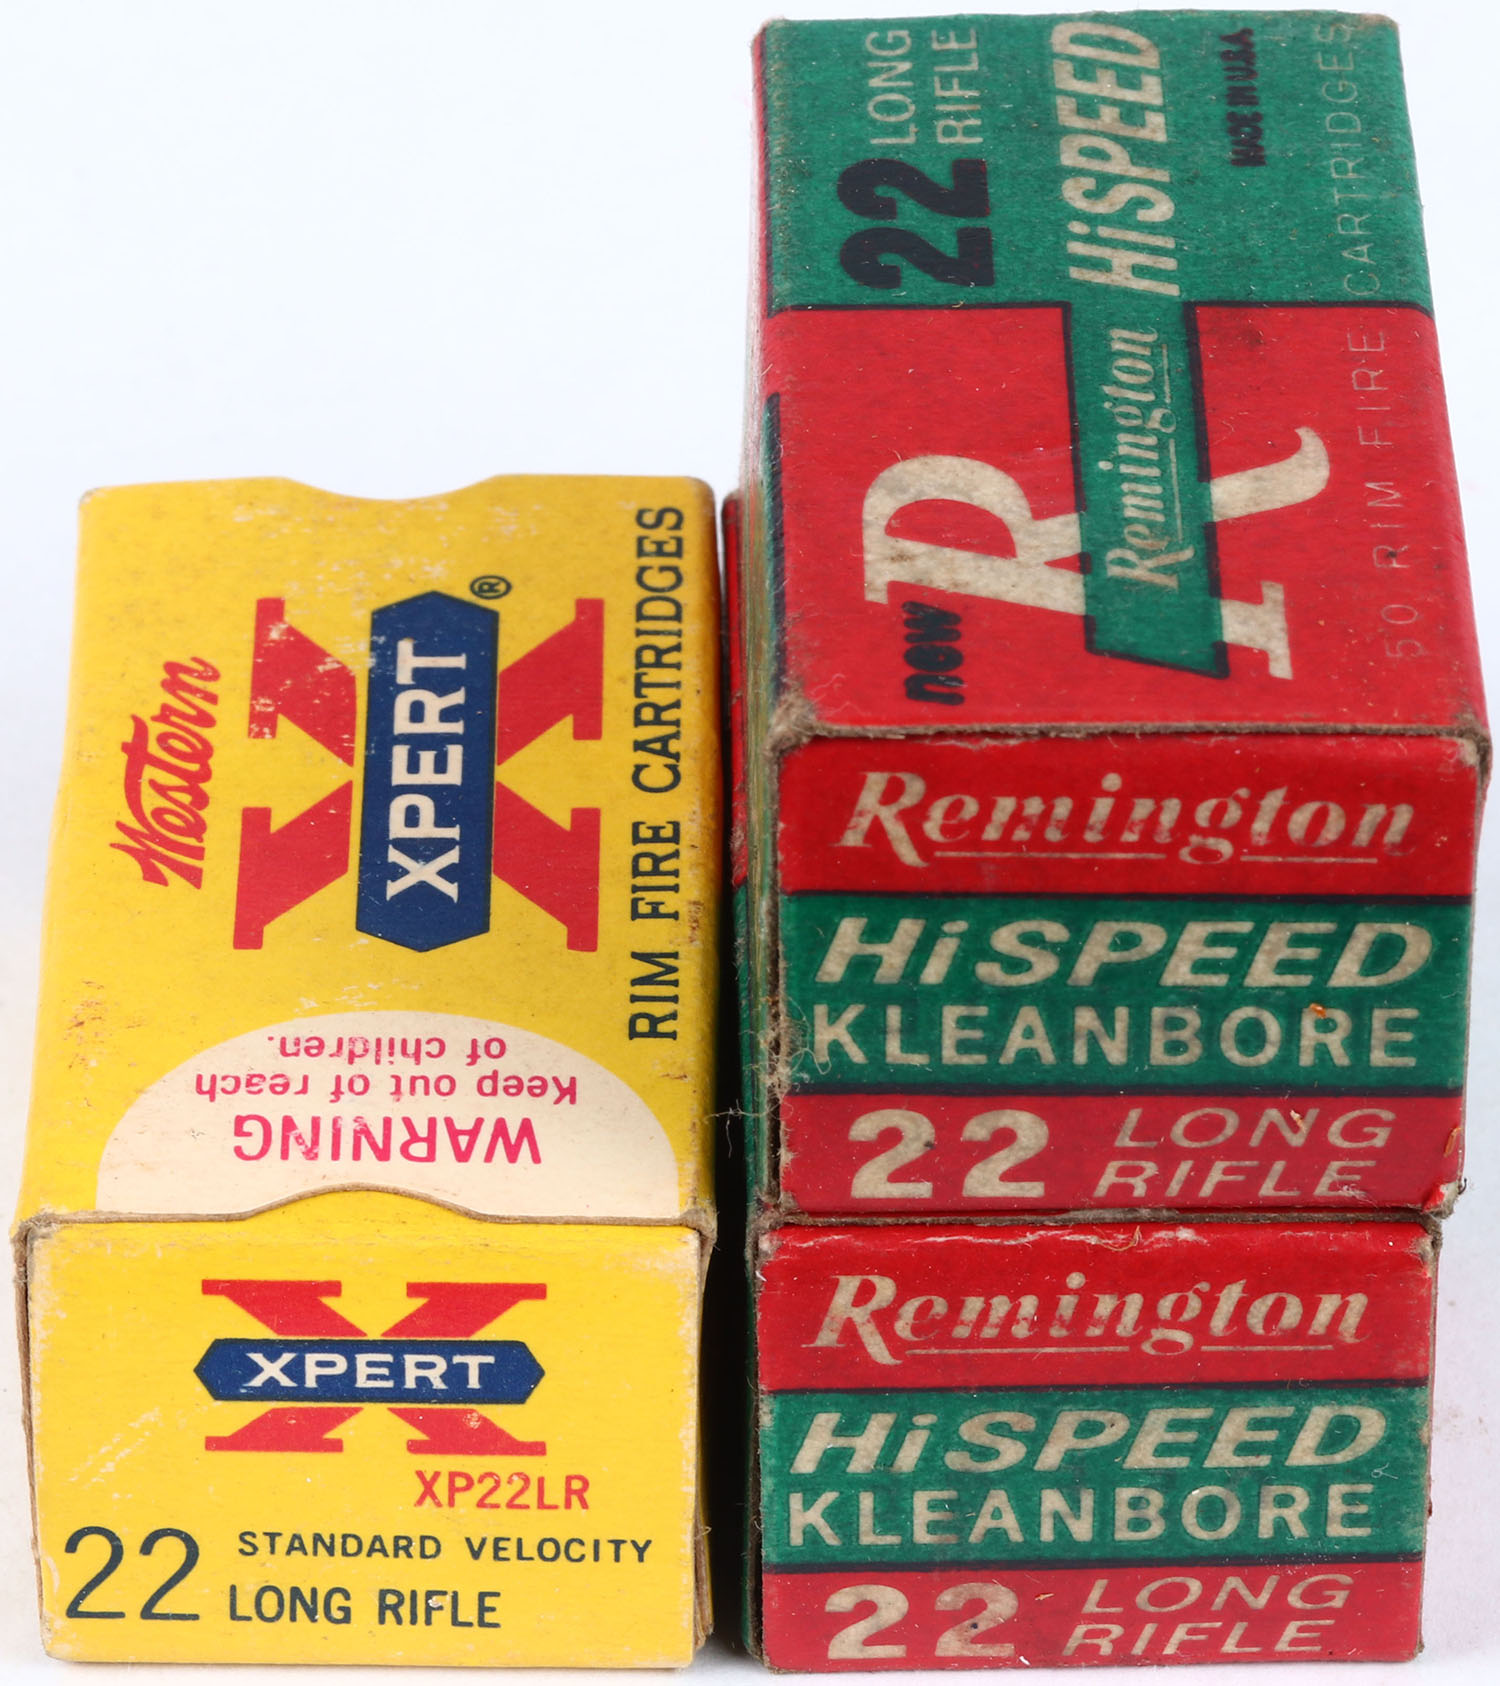 Western
XPERT
®
RIM FIRE CARTRIDGES
WARNING
Keep out of reach
of children.
XPERT
XP22LR
22 STANDARD VELOCITY
LONG RIFLE
22 LONG
RIFLE
HiSPEED
MADE IN U.S.A.
new
R
Remington
50 RIM FIRE CARTRIDGES
Remington
HiSPEED
KLEANBORE
22 LONG
RIFLE
Remington
HiSPEED
KLEANBORE
22 LONG
RIFLE